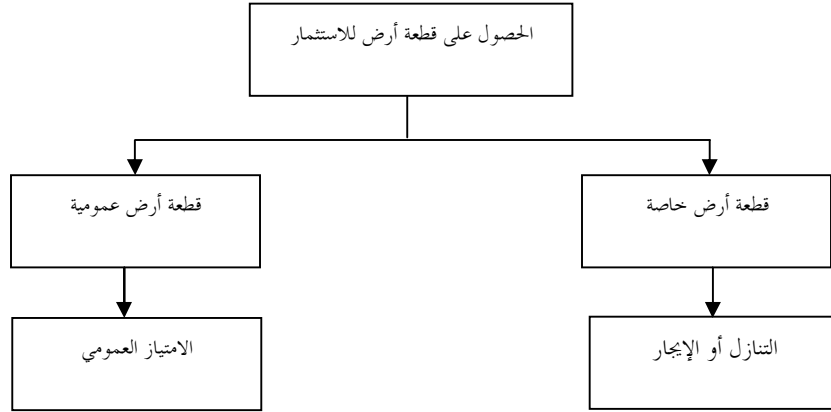 الحصول على قطعة أرض للاستثمار
قطعة أرض خاصة
قطعة أرض عمومية
التنازل أو الإيجار
الامتياز العمومي